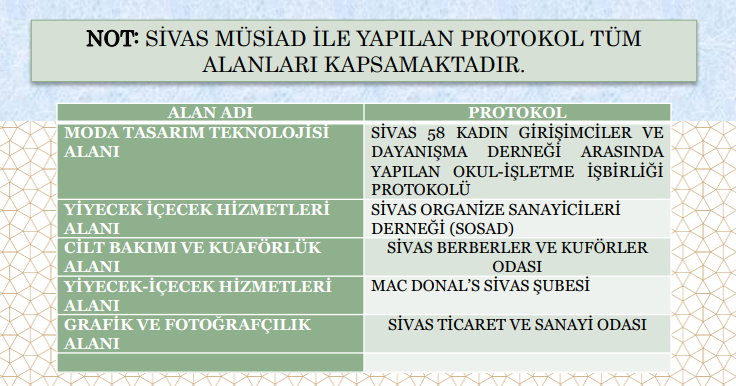 NOT: SİVAS MÜSİAD İLE YAPILAN PROTOKOL TÜM
ALANLARI KAPSAMAKTADIR.
ALAN ADI
PROTOKOL
MODA TASARIM TEKNOLOJİSİ
ALANI
SİVAS 58 KADIN GİRİŞİMCİLER VE
DAYANIŞMA DERNEĞİ ARASINDA
YAPILAN OKUL-İŞLETME İŞBİRLİĞİ
PROTOKOLÜ
YİYECEK İÇECEK HİZMETLERİ
ALANI
SİVAS ORGANİZE SANAYİCİLERİ
DERNEĞİ (SOSAD)
CİLT BAKIMI VE KUAFÖRLÜK
ALANI
SİVAS BERBERLER VE KUFÖRLER
ODASI
YİYECEK-İÇECEK HİZMETLERİ
ALANI
MAC DONAL'S SİVAS ŞUBESİ
GRAFİK VE FOTOĞRAFÇILIK
ALANI
SİVAS TİCARET VE SANAYİ ODASI